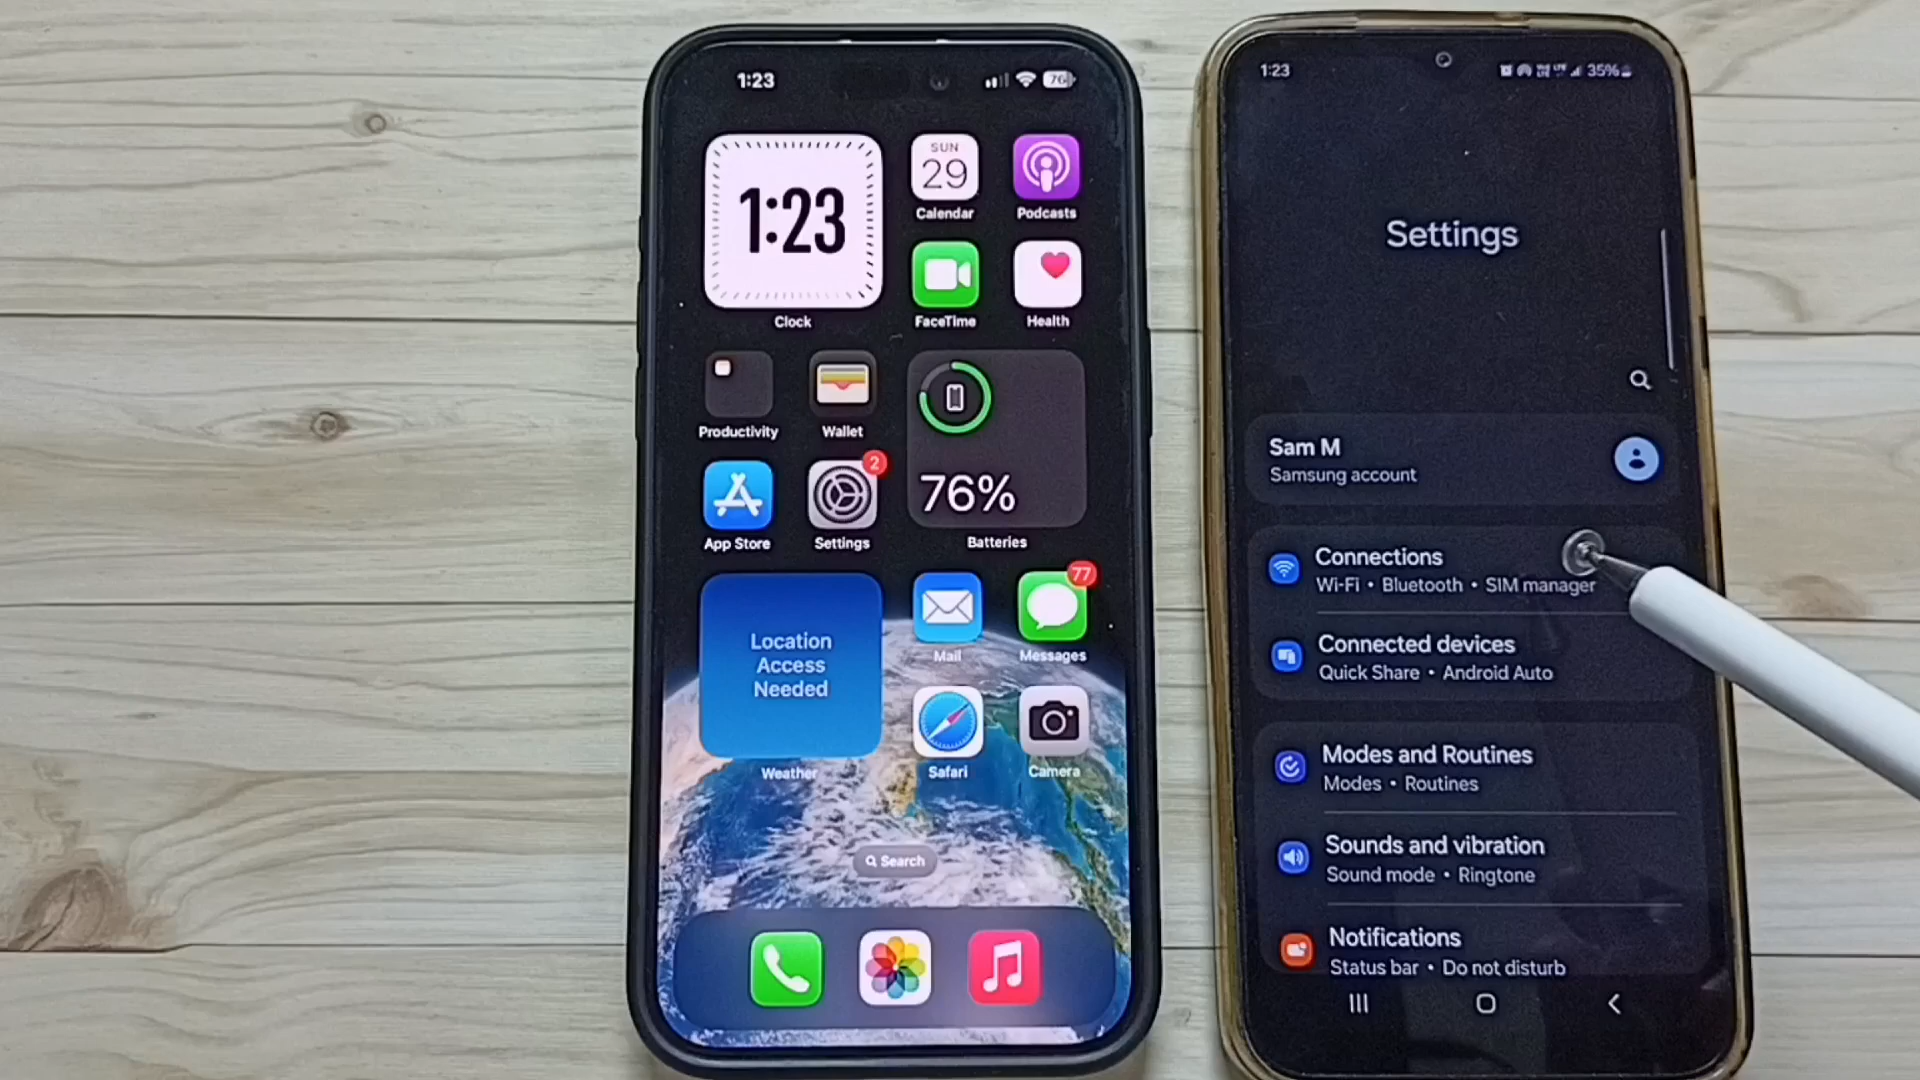 1:23
76
1:23
SUN
29
Calendar
Podcasts
Clock
FaceTime
Health
Productivity
Wallet
76%
2
App Store
Settings
Batteries
77
Location
Access
Needed
Mail
Messages
Weather
Safari
Camera
Search
1:23
35%
Settings
Sam M
Samsung account
Connections
Wi-Fi • Bluetooth • SIM manager
Connected devices
Quick Share • Android Auto
Modes and Routines
Modes • Routines
Sounds and vibration
Sound mode • Ringtone
Notifications
Status bar • Do not disturb